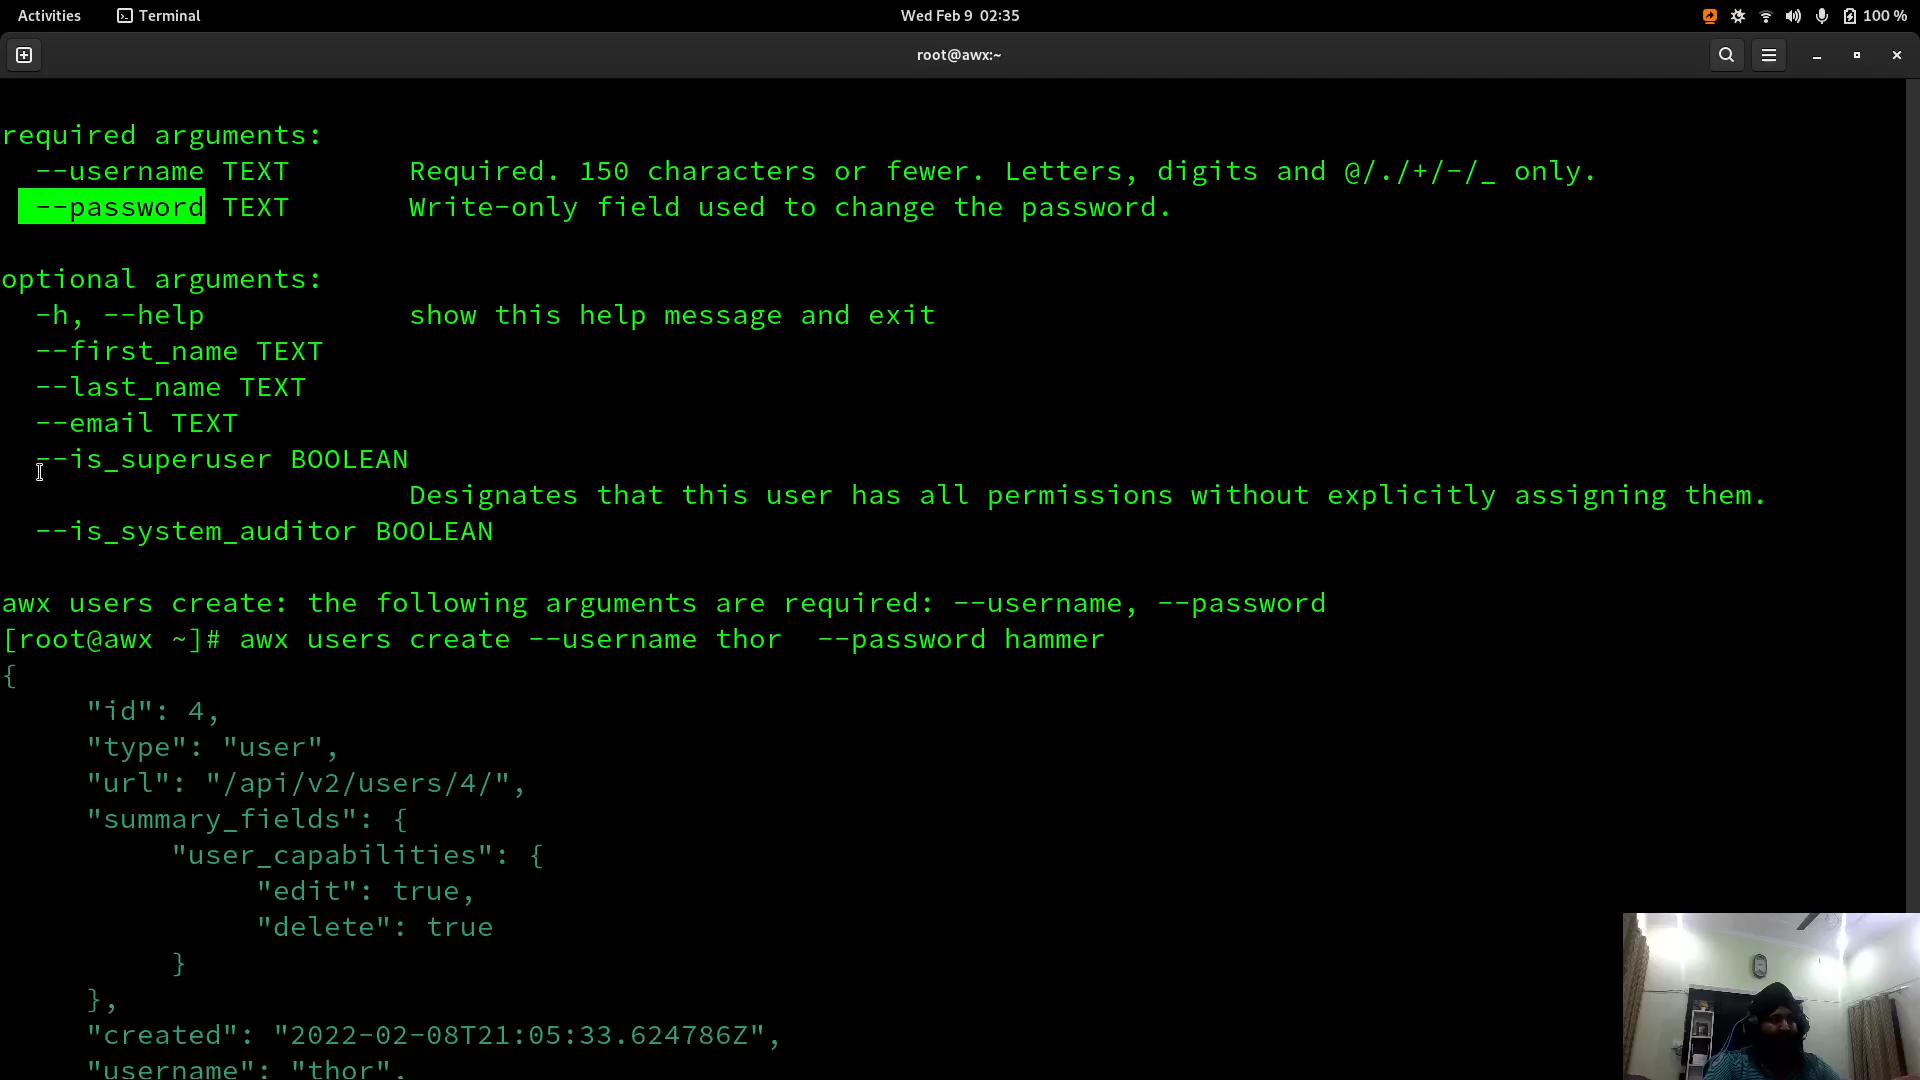 Activities Terminal Wed Feb 9 02:35 100 %
root@awx:~
required arguments:
--username TEXT Required. 150 characters or fewer. Letters, digits and @/./+/-/_ only.
--password TEXT Write-only field used to change the password.
optional arguments:
-h, --help show this help message and exit
--first_name TEXT
--last_name TEXT
--email TEXT
--is_superuser BOOLEAN
Designates that this user has all permissions without explicitly assigning them.
--is_system_auditor BOOLEAN
awx users create: the following arguments are required: --username, --password
[root@awx ~]# awx users create --username thor  --password hammer
{
"id": 4,
"type": "user",
"url": "/api/v2/users/4/",
"summary_fields": {
"user_capabilities": {
"edit": true,
"delete": true
}
},
"created": "2022-02-08T21:05:33.624786Z",
"username": "thor",